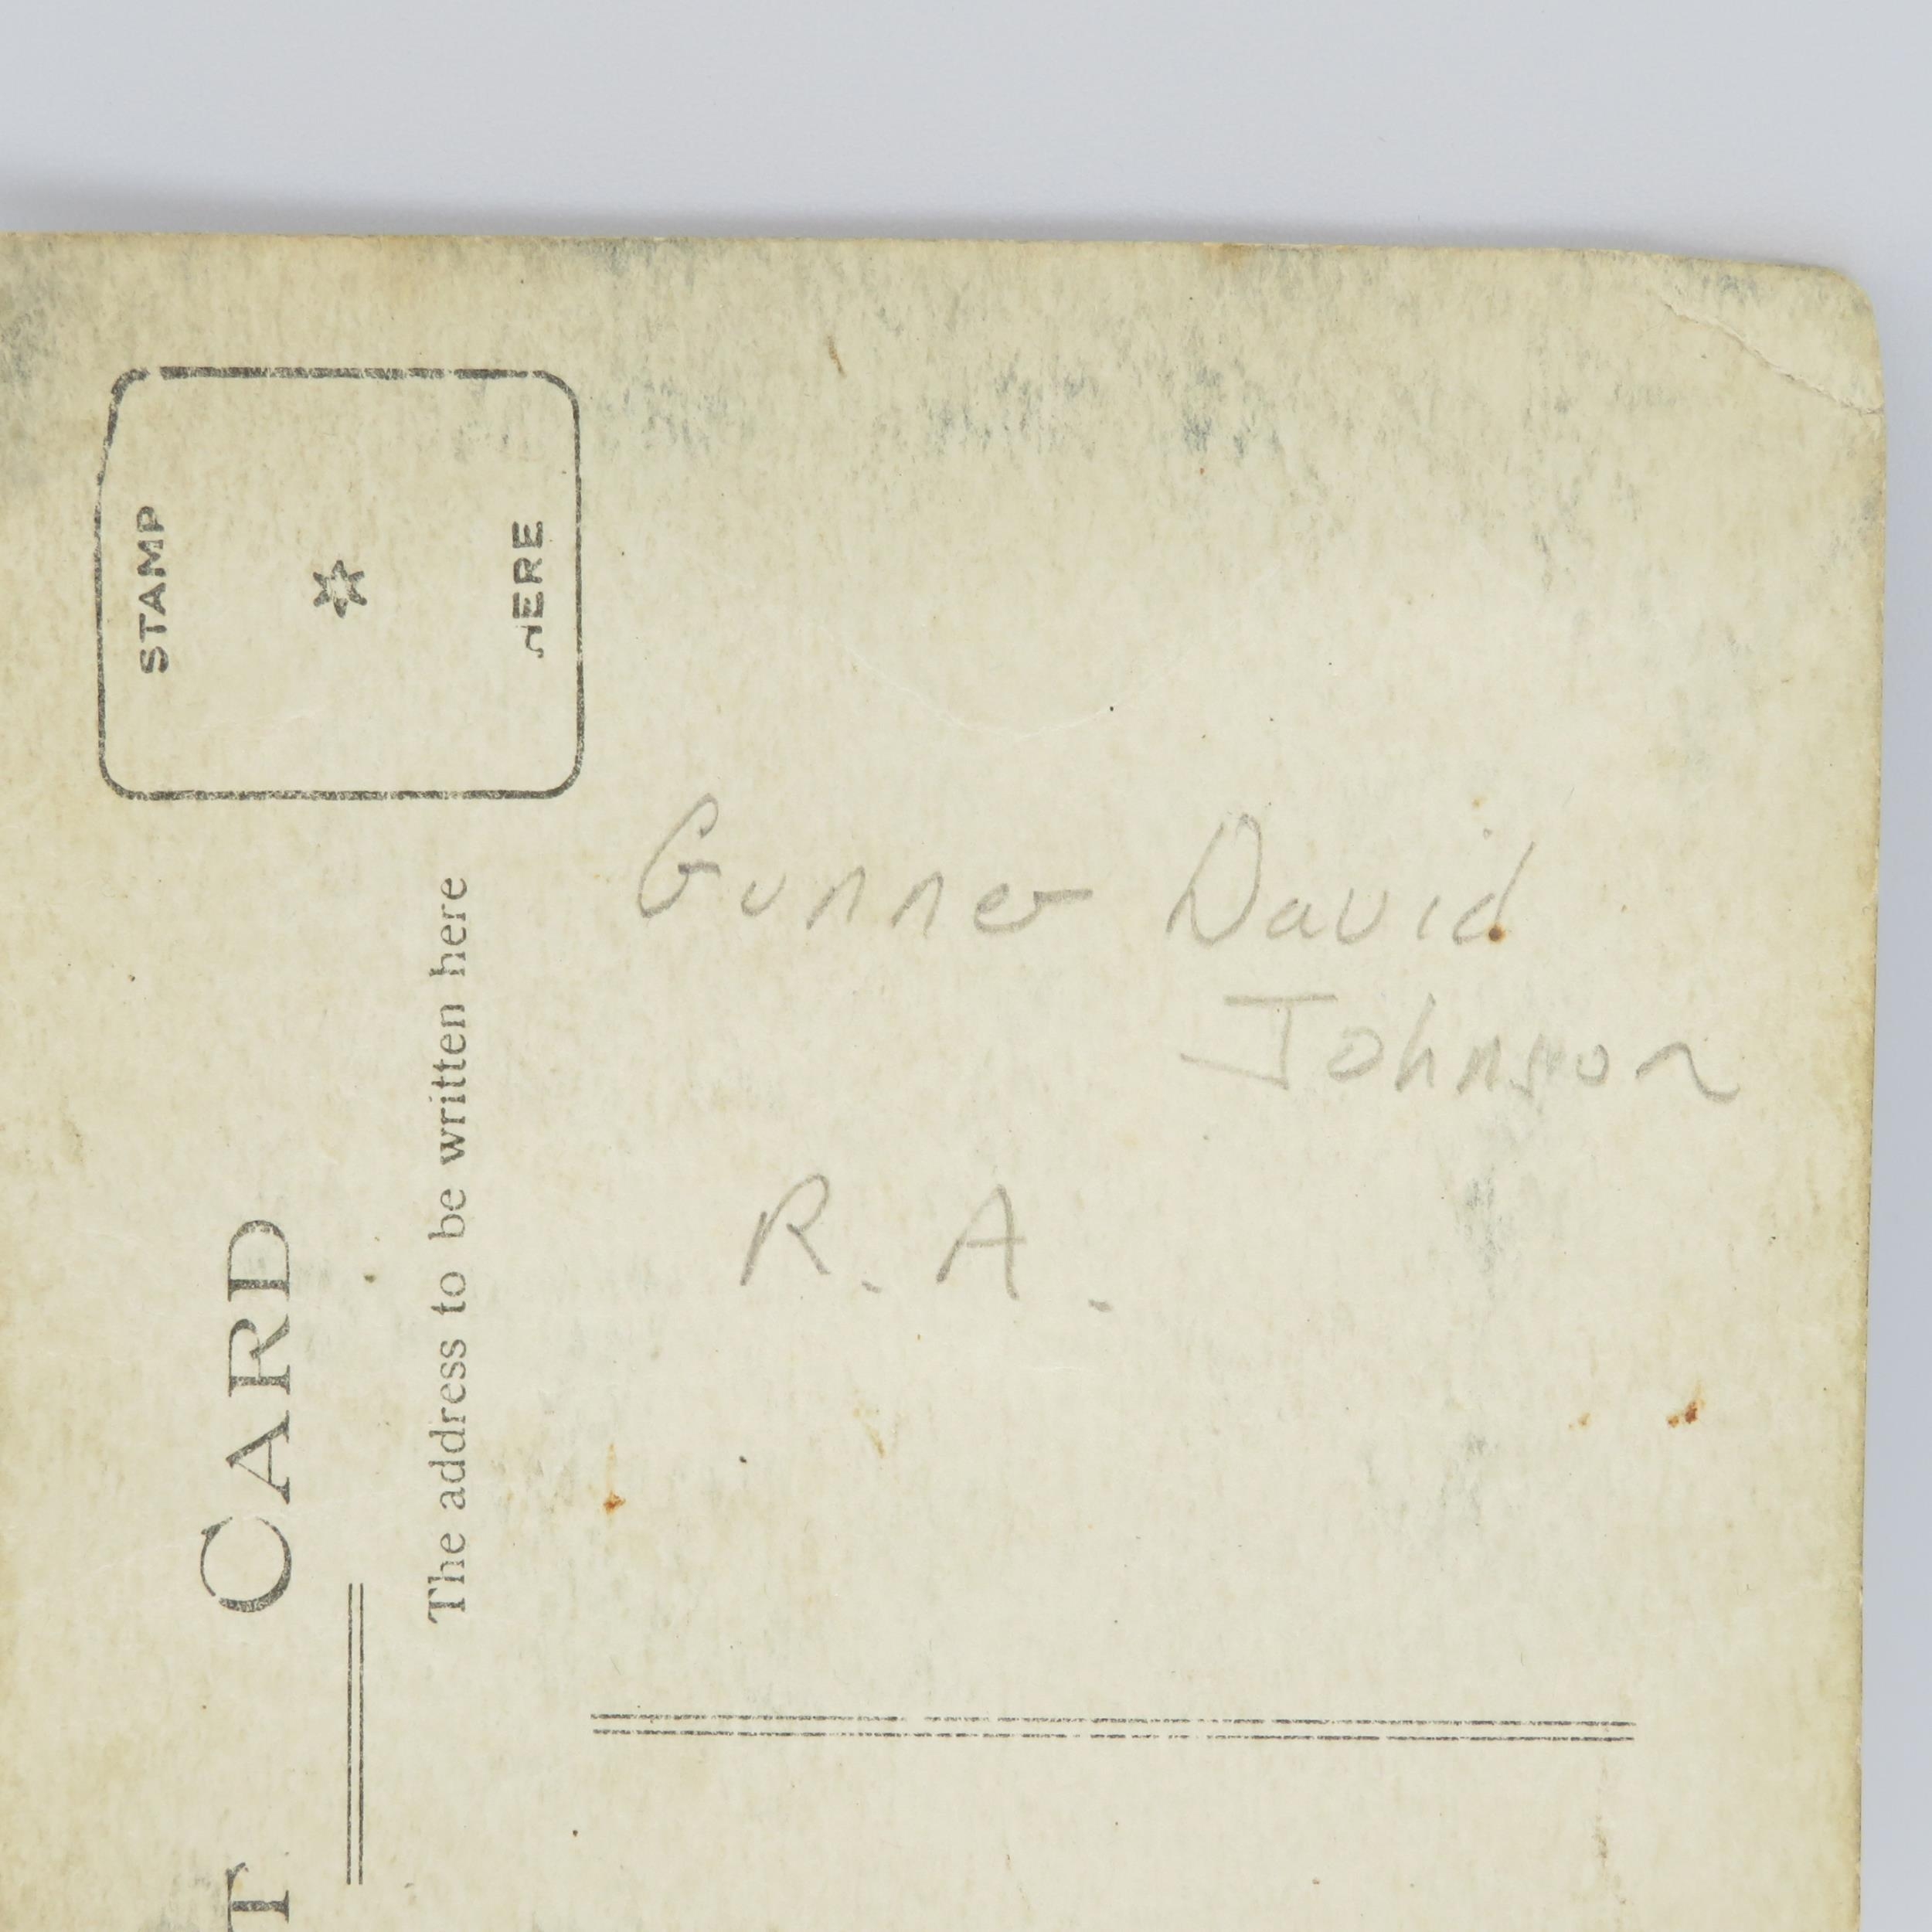 STAMP
HERE
T CARD
The address to be written here
Gunner David
Johnson
R. A.